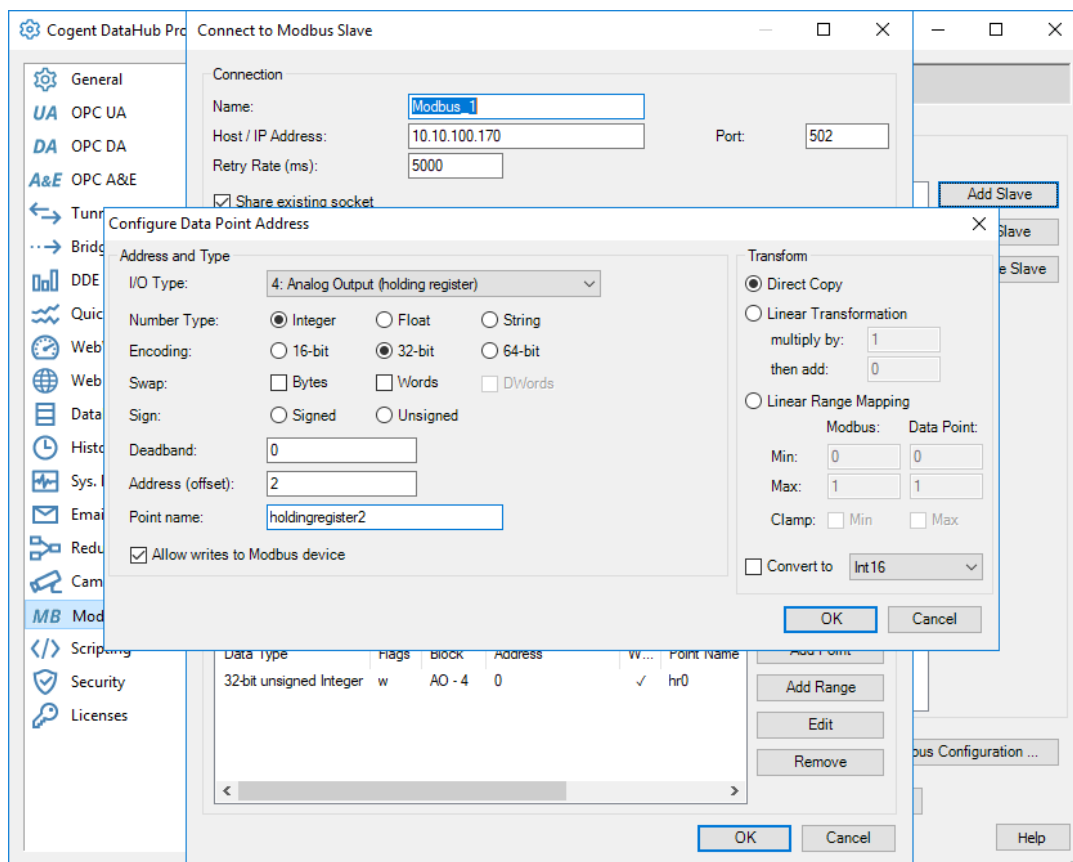 Cogent DataHub Pro
Connect to Modbus Slave
General
OPC UA
UA
OPC DA
DA
OPC A&E
A&E
Tunn
Bridg
DDE
Quic
Web
Web
Data
Histo
Sys.
Emai
Redu
Cam
MB Mod
Scripting
Security
Licenses
Connection
Name: Modbus_1
Host / IP Address: 10.10.100.170 Port: 502
Retry Rate (ms): 5000
Share existing socket
Add Slave
Slave
e Slave
Configure Data Point Address
Address and Type
I/O Type: 4: Analog Output (holding register)
Number Type: Integer Float String
Encoding: 16-bit 32-bit 64-bit
Swap: Bytes Words DWords
Sign: Signed Unsigned
Deadband: 0
Address (offset): 2
Point name: holdingregister2
Allow writes to Modbus device
Transform
Direct Copy
Linear Transformation
multiply by: 1
then add: 0
Linear Range Mapping
Modbus: Data Point:
Min: 0 0
Max: 1 1
Clamp: Min Max
Convert to Int16
OK Cancel
Data Type Flags Block Address W... Point Name
32-bit unsigned Integer w AO - 4 0 ✓ hr0
Add Point
Add Range
Edit
Remove
bus Configuration ...
OK Cancel
Help